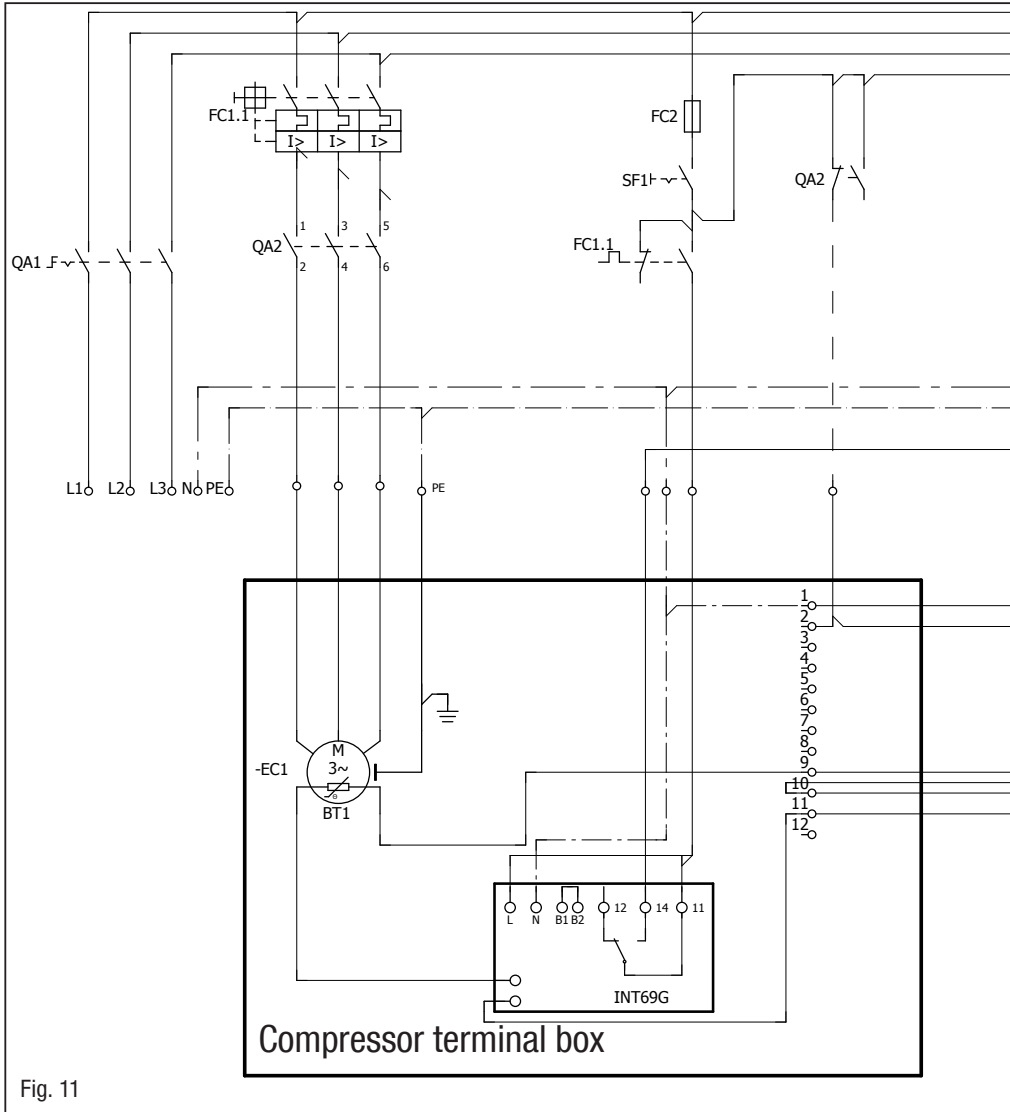 FC1.1
I> I> I>
FC2
SF1
QA2
1 3 5
QA2
2 4 6
FC1.1
QA1
L1 L2 L3 N PE
PE
1
2
3
4
5
6
7
8
9
10
11
12
M
3~
-EC1
BT1
θ
L N B1 B2 12 14 11
INT69G
Compressor terminal box
Fig. 11